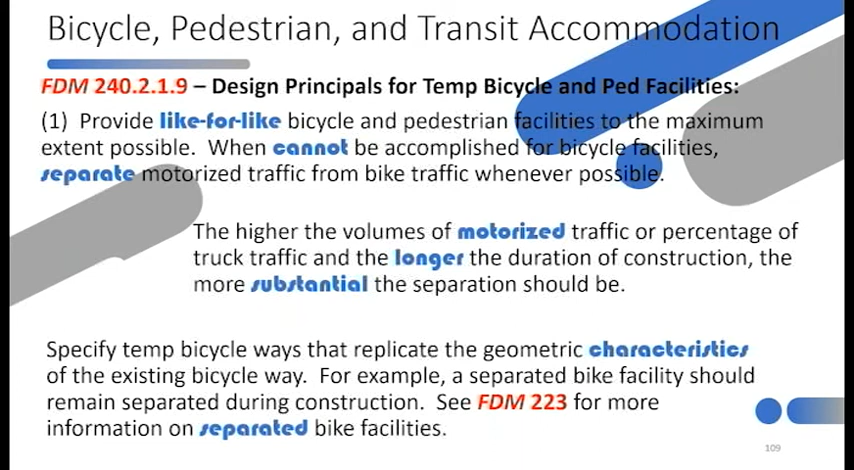 Bicycle, Pedestrian, and Transit Accommodation
FDM 240.2.1.9 – Design Principals for Temp Bicycle and Ped Facilities:
(1) Provide like-for-like bicycle and pedestrian facilities to the maximum
extent possible. When cannot be accomplished for bicycle facilities,
separate motorized traffic from bike traffic whenever possible.
The higher the volumes of motorized traffic or percentage of
truck traffic and the longer the duration of construction, the
more substantial the separation should be.
Specify temp bicycle ways that replicate the geometric characteristics
of the existing bicycle way. For example, a separated bike facility should
remain separated during construction. See FDM 223 for more
information on separated bike facilities.
109